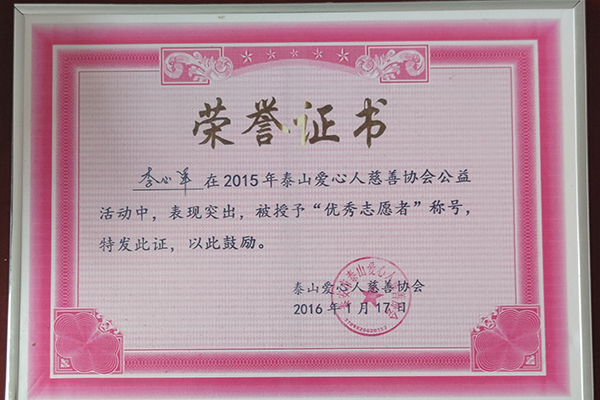 荣誉证书
李心军 在2015年泰山爱心人慈善协会公益
活动中，表现突出，被授予“优秀志愿者”称号，
特发此证，以此鼓励。
泰山爱心人慈善协会
2016年1月17日